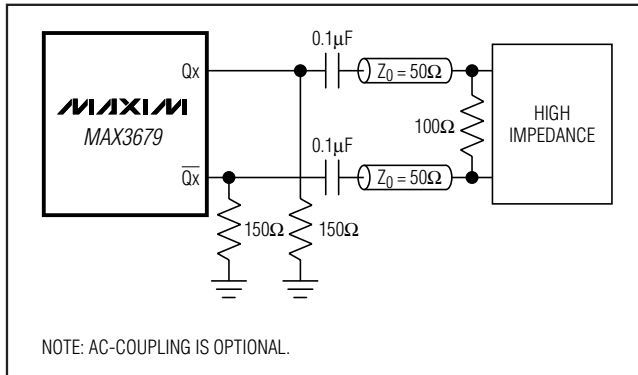 0.1µF
Qx
Z0 = 50Ω
MAXIM
MAX3679
100Ω
HIGH
IMPEDANCE
0.1µF
Q̅x̅
Z0 = 50Ω
150Ω
150Ω
NOTE: AC-COUPLING IS OPTIONAL.